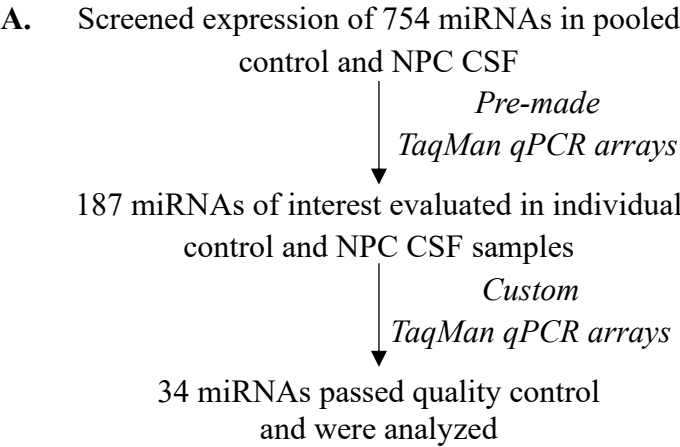 A. Screened expression of 754 miRNAs in pooled
control and NPC CSF
Pre-made
TaqMan qPCR arrays
187 miRNAs of interest evaluated in individual
control and NPC CSF samples
Custom
TaqMan qPCR arrays
34 miRNAs passed quality control
and were analyzed